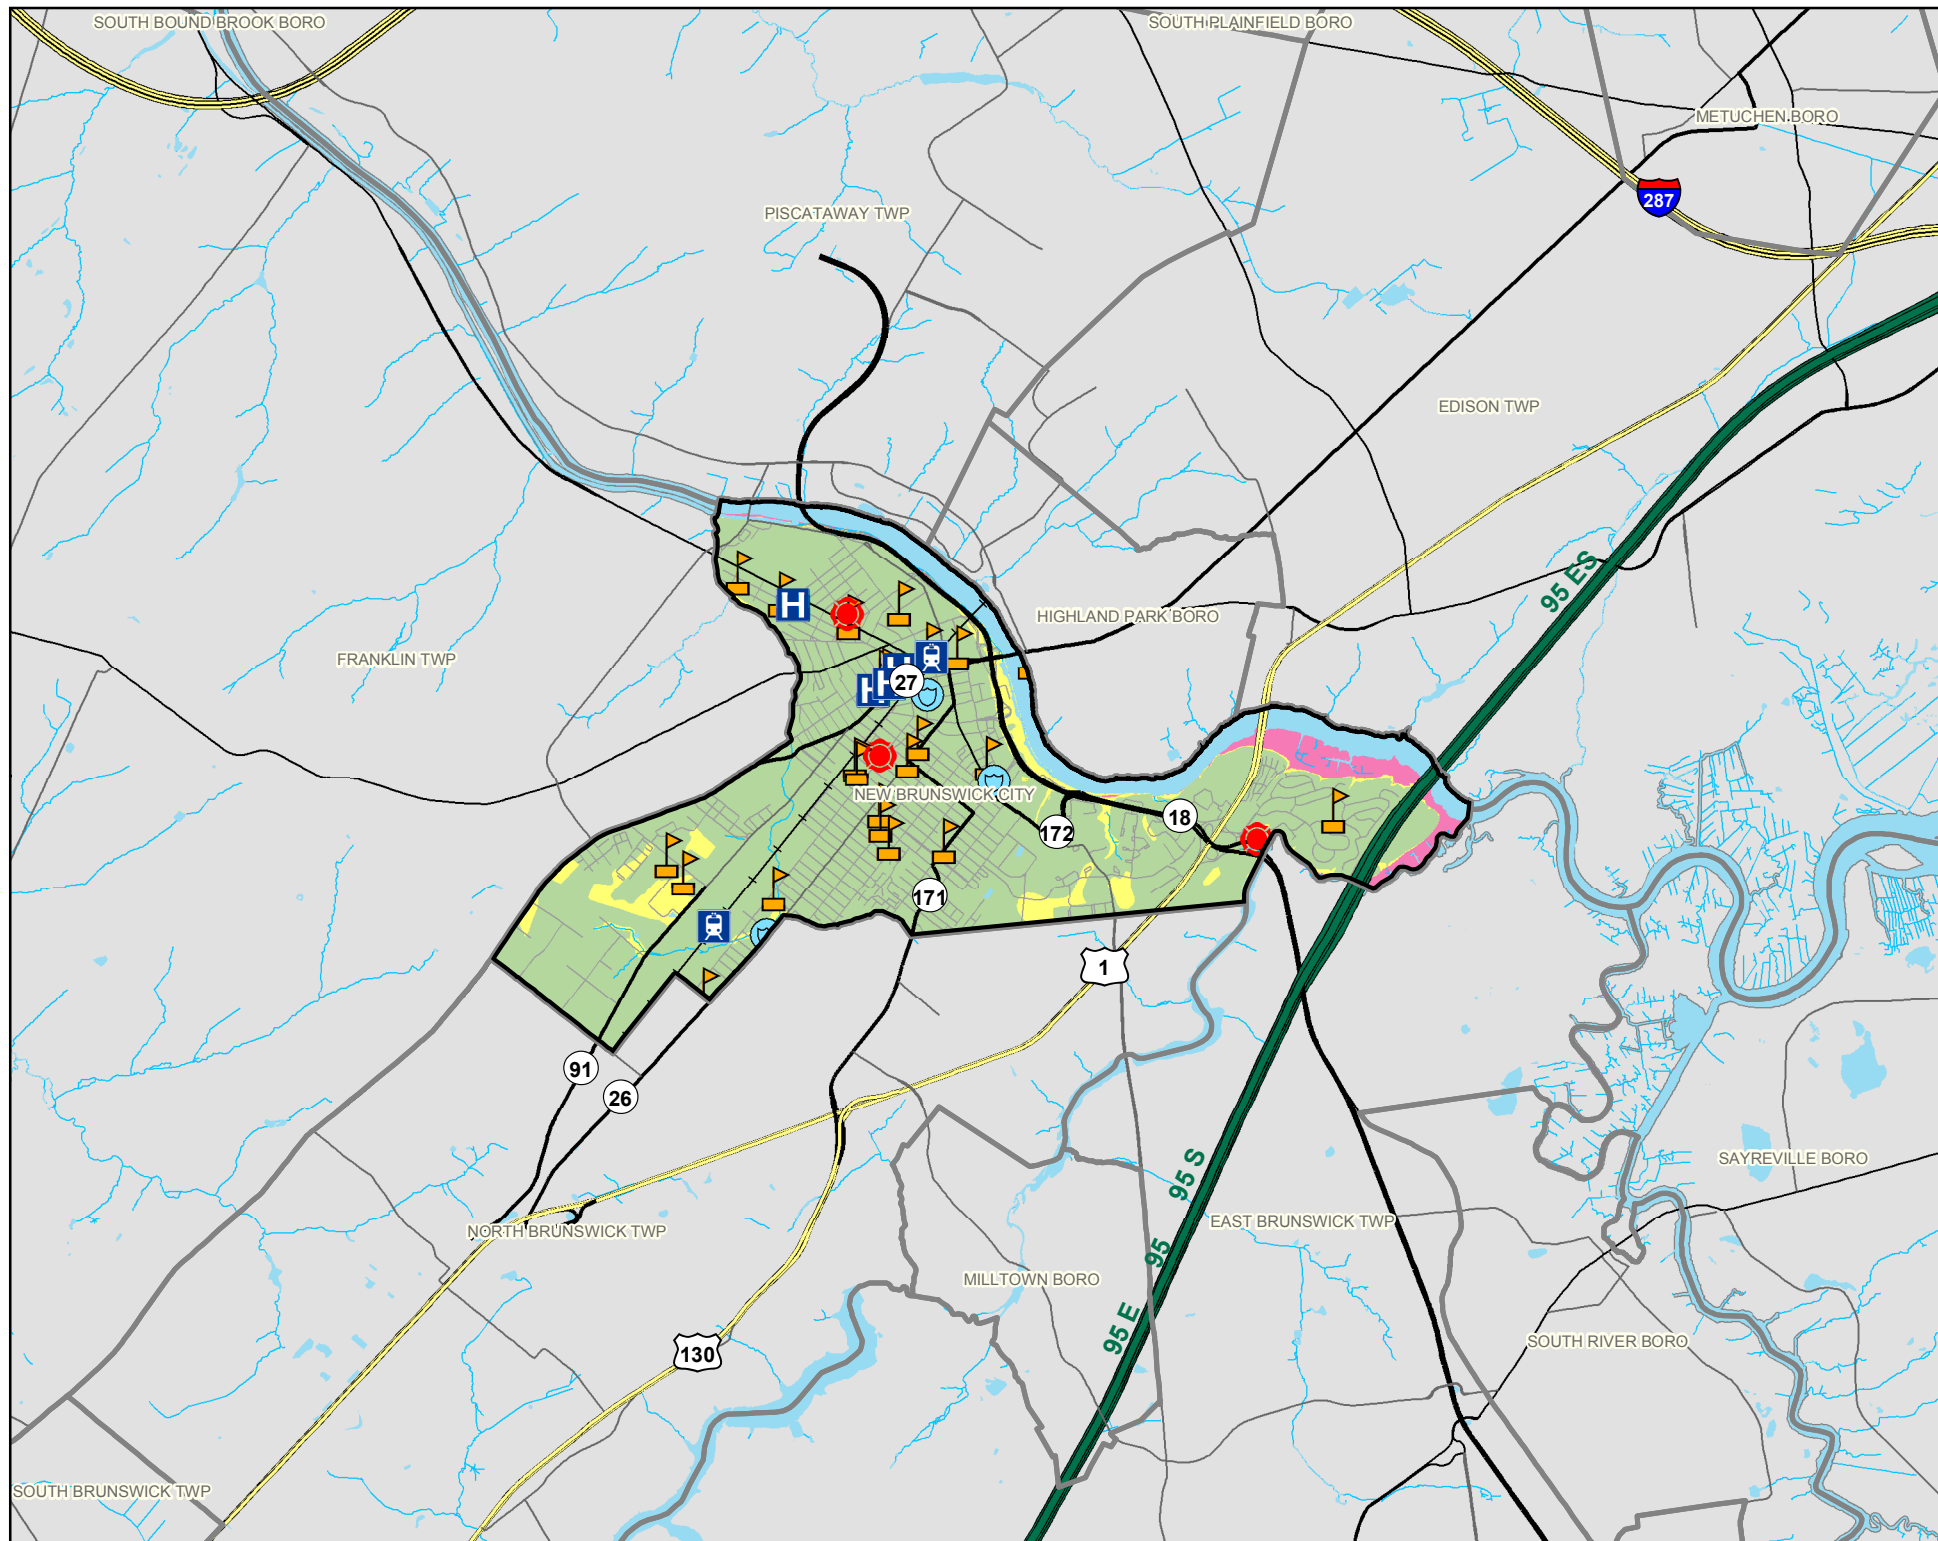 SOUTH BOUND BROOK BORO
SOUTH PLAINFIELD BORO
METUCHEN BORO
287
PISCATAWAY TWP
EDISON TWP
95 ES
HIGHLAND PARK BORO
H
FRANKLIN TWP
H
H
H
27
NEW BRUNSWICK CITY
18
172
171
1
91
26
SAYREVILLE BORO
95 S
EAST BRUNSWICK TWP
NORTH BRUNSWICK TWP
95
MILLTOWN BORO
95 E
SOUTH RIVER BORO
130
SOUTH BRUNSWICK TWP